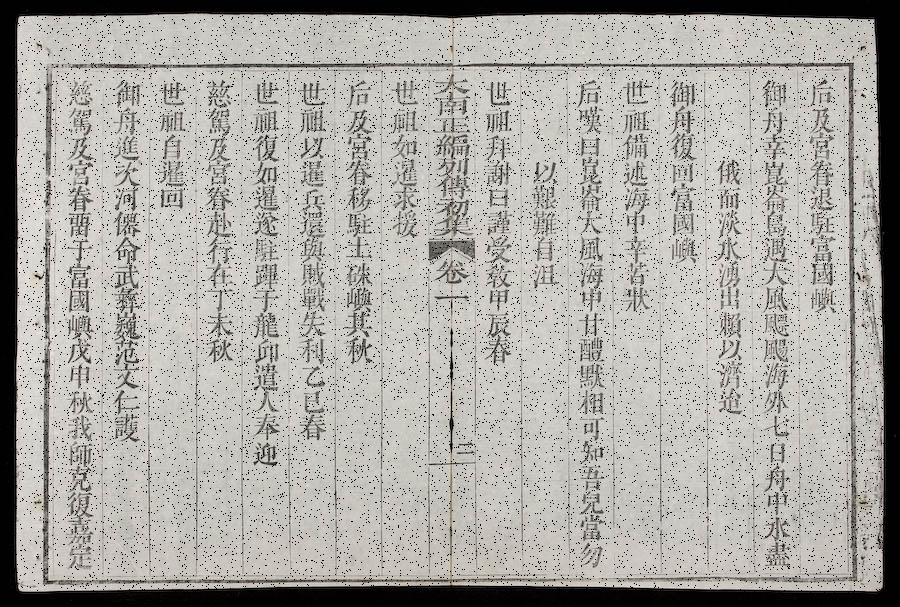 后及宮眷退駐富國嶼
御舟幸崑崙島遇大風飃海外七日舟中水盡
俄而淡水湧出賴以濟迨
御舟復回富國嶼
世祖備述海中辛苦狀
后嘆曰崑崙大風海中甘醴默相可知吾兒當勿
以艱難自沮
世祖拜謝曰謹受敎甲辰春
大南正編列傳初集 卷一 三
世祖如暹求援
后及宮眷移駐土硃嶼其秋
世祖以暹兵還與賊戰失利乙巳春
世祖復如暹遂駐蹕于龍邱遣人奉迎
慈駕及宮眷赴行在丁未秋
世祖自暹回
御舟進次河僊命武彝巍范文仁護
慈駕及宮眷畱于富國嶼戊申秋我師克復嘉定